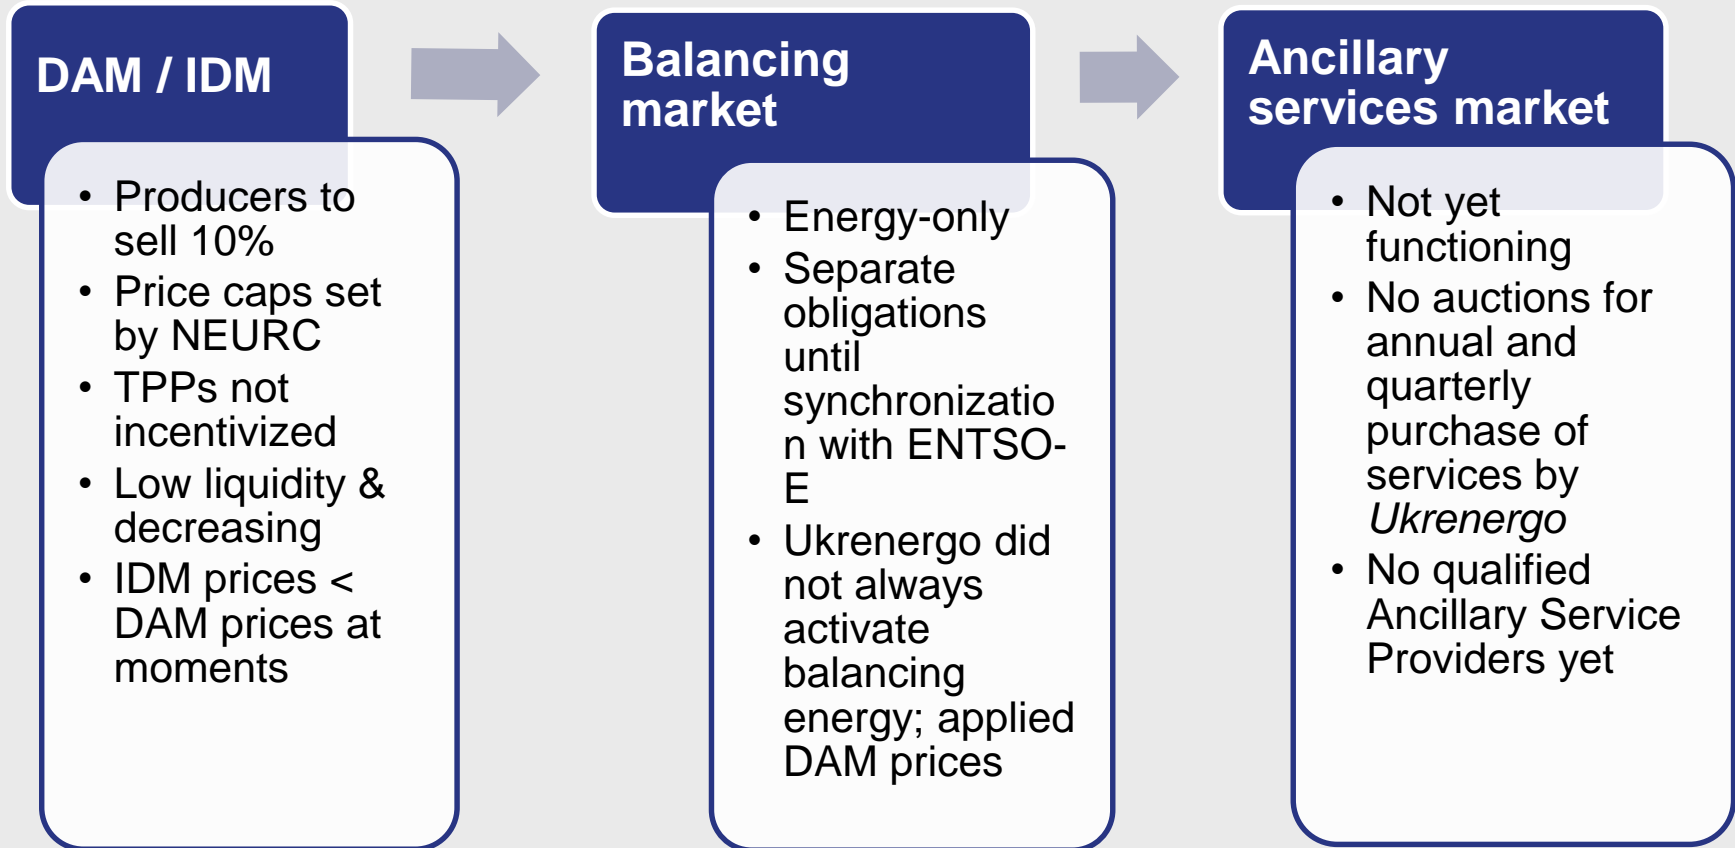 DAM / IDM
• Producers to
sell 10%
• Price caps set
by NEURC
• TPPs not
incentivized
• Low liquidity &
decreasing
• IDM prices <
DAM prices at
moments
Balancing
market
• Energy-only
• Separate
obligations
until
synchronizatio
n with ENTSO-
E
• Ukrenergo did
not always
activate
balancing
energy; applied
DAM prices
Ancillary
services market
• Not yet
functioning
• No auctions for
annual and
quarterly
purchase of
services by
Ukrenergo
• No qualified
Ancillary Service
Providers yet